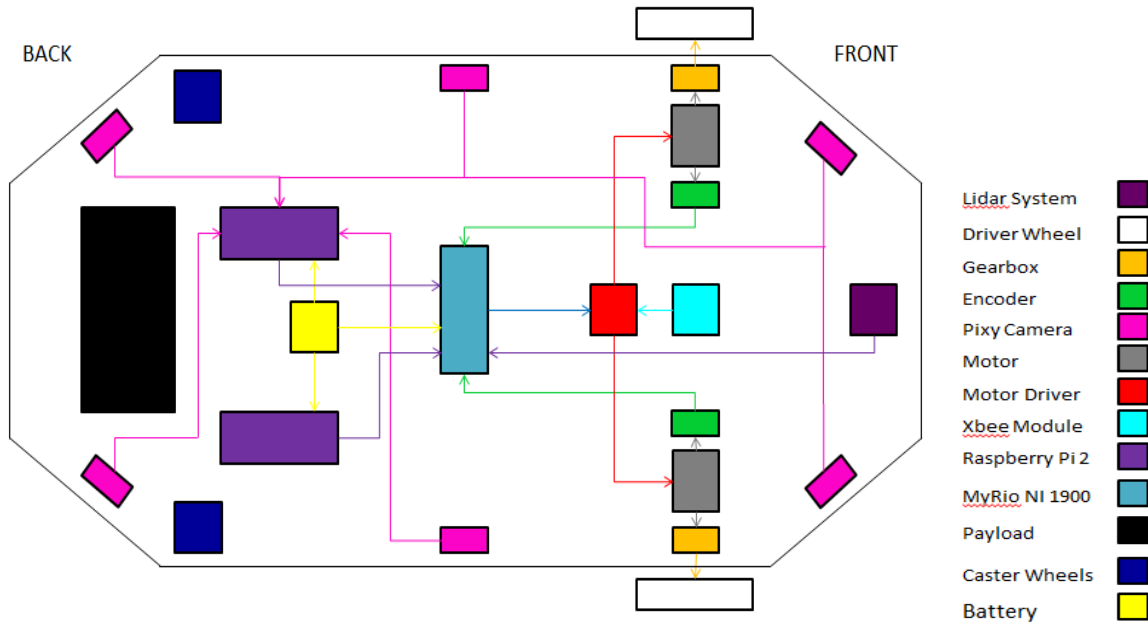 BACK
FRONT
Lidar System
Driver Wheel
Gearbox
Encoder
Pixy Camera
Motor
Motor Driver
Xbee Module
Raspberry Pi 2
MyRio NI 1900
Payload
Caster Wheels
Battery